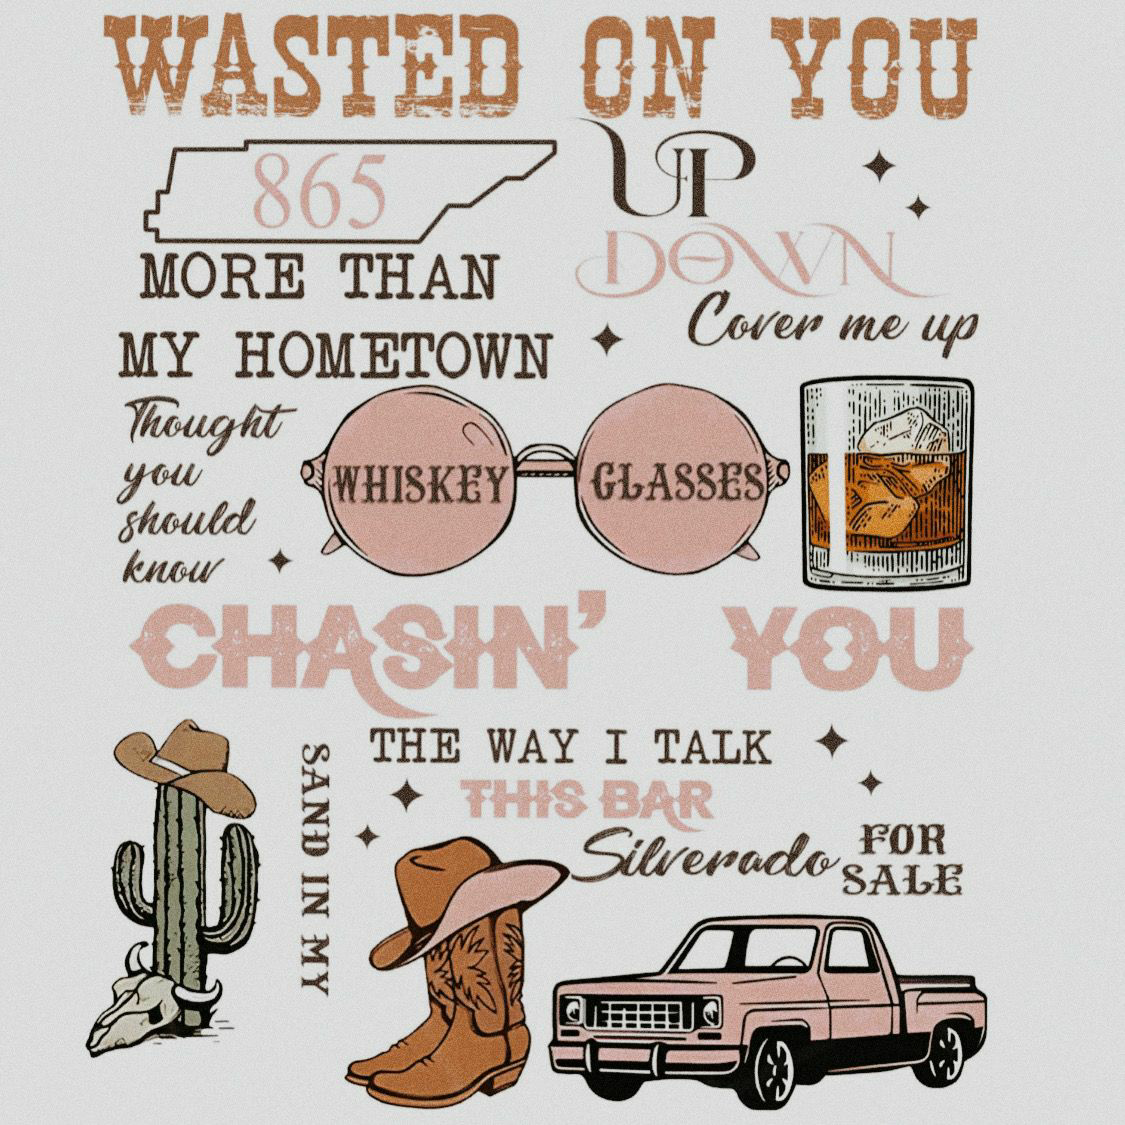 WASTED ON YOU
865
UP
DOWN
MORE THAN
MY HOMETOWN
Cover me up
Thought
you
should
know
WHISKEY GLASSES
CHASIN' YOU
THE WAY I TALK
THIS BAR
SAND IN MY
Silverado FOR
SALE